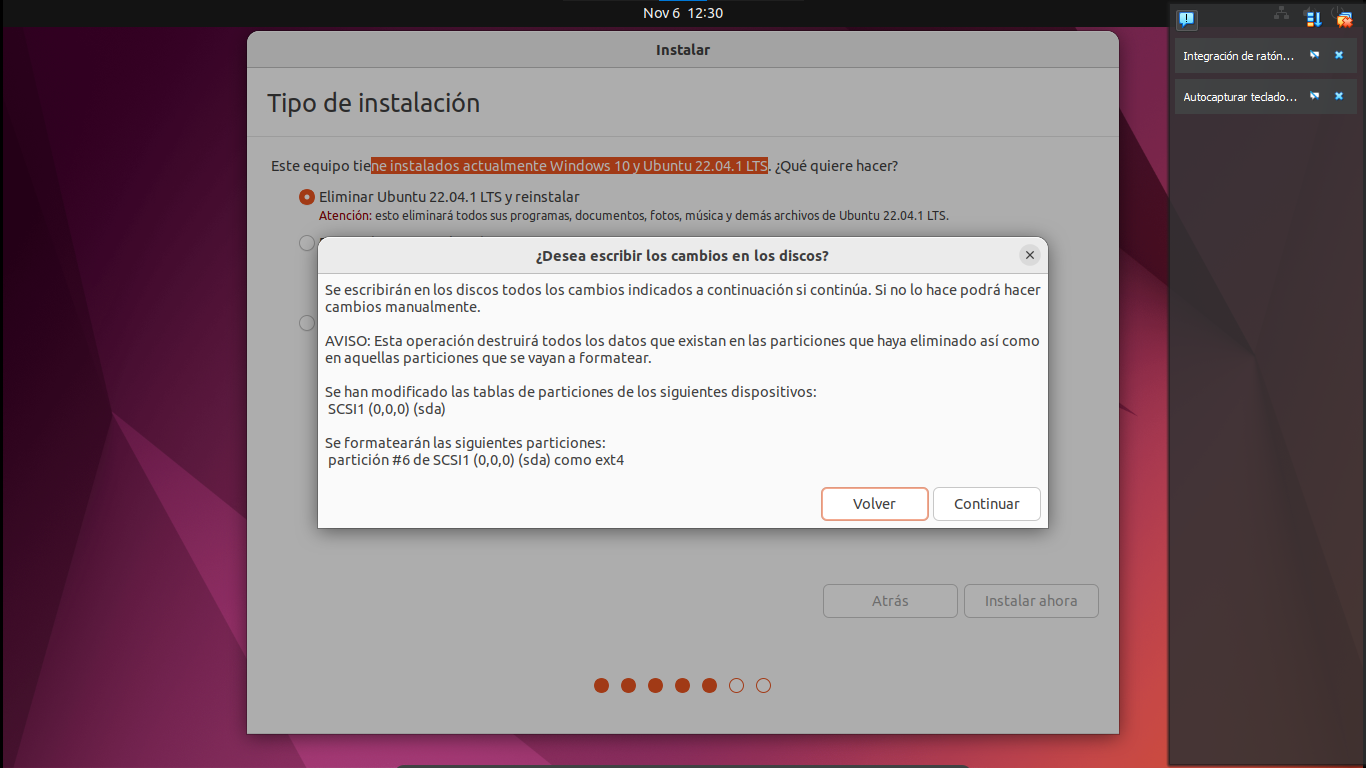 Nov 6 12:30
Instalar
Tipo de instalación
Este equipo tiene instalados actualmente Windows 10 y Ubuntu 22.04.1 LTS. ¿Qué quiere hacer?
Eliminar Ubuntu 22.04.1 LTS y reinstalar
Atención: esto eliminará todos sus programas, documentos, fotos, música y demás archivos de Ubuntu 22.04.1 LTS.
¿Desea escribir los cambios en los discos?
Se escribirán en los discos todos los cambios indicados a continuación si continúa. Si no lo hace podrá hacer
cambios manualmente.
AVISO: Esta operación destruirá todos los datos que existan en las particiones que haya eliminado así como
en aquellas particiones que se vayan a formatear.
Se han modificado las tablas de particiones de los siguientes dispositivos:
SCSI1 (0,0,0) (sda)
Se formatearán las siguientes particiones:
partición #6 de SCSI1 (0,0,0) (sda) como ext4
Volver
Continuar
Atrás
Instalar ahora
Integración de ratón...
Autocapturar teclado...